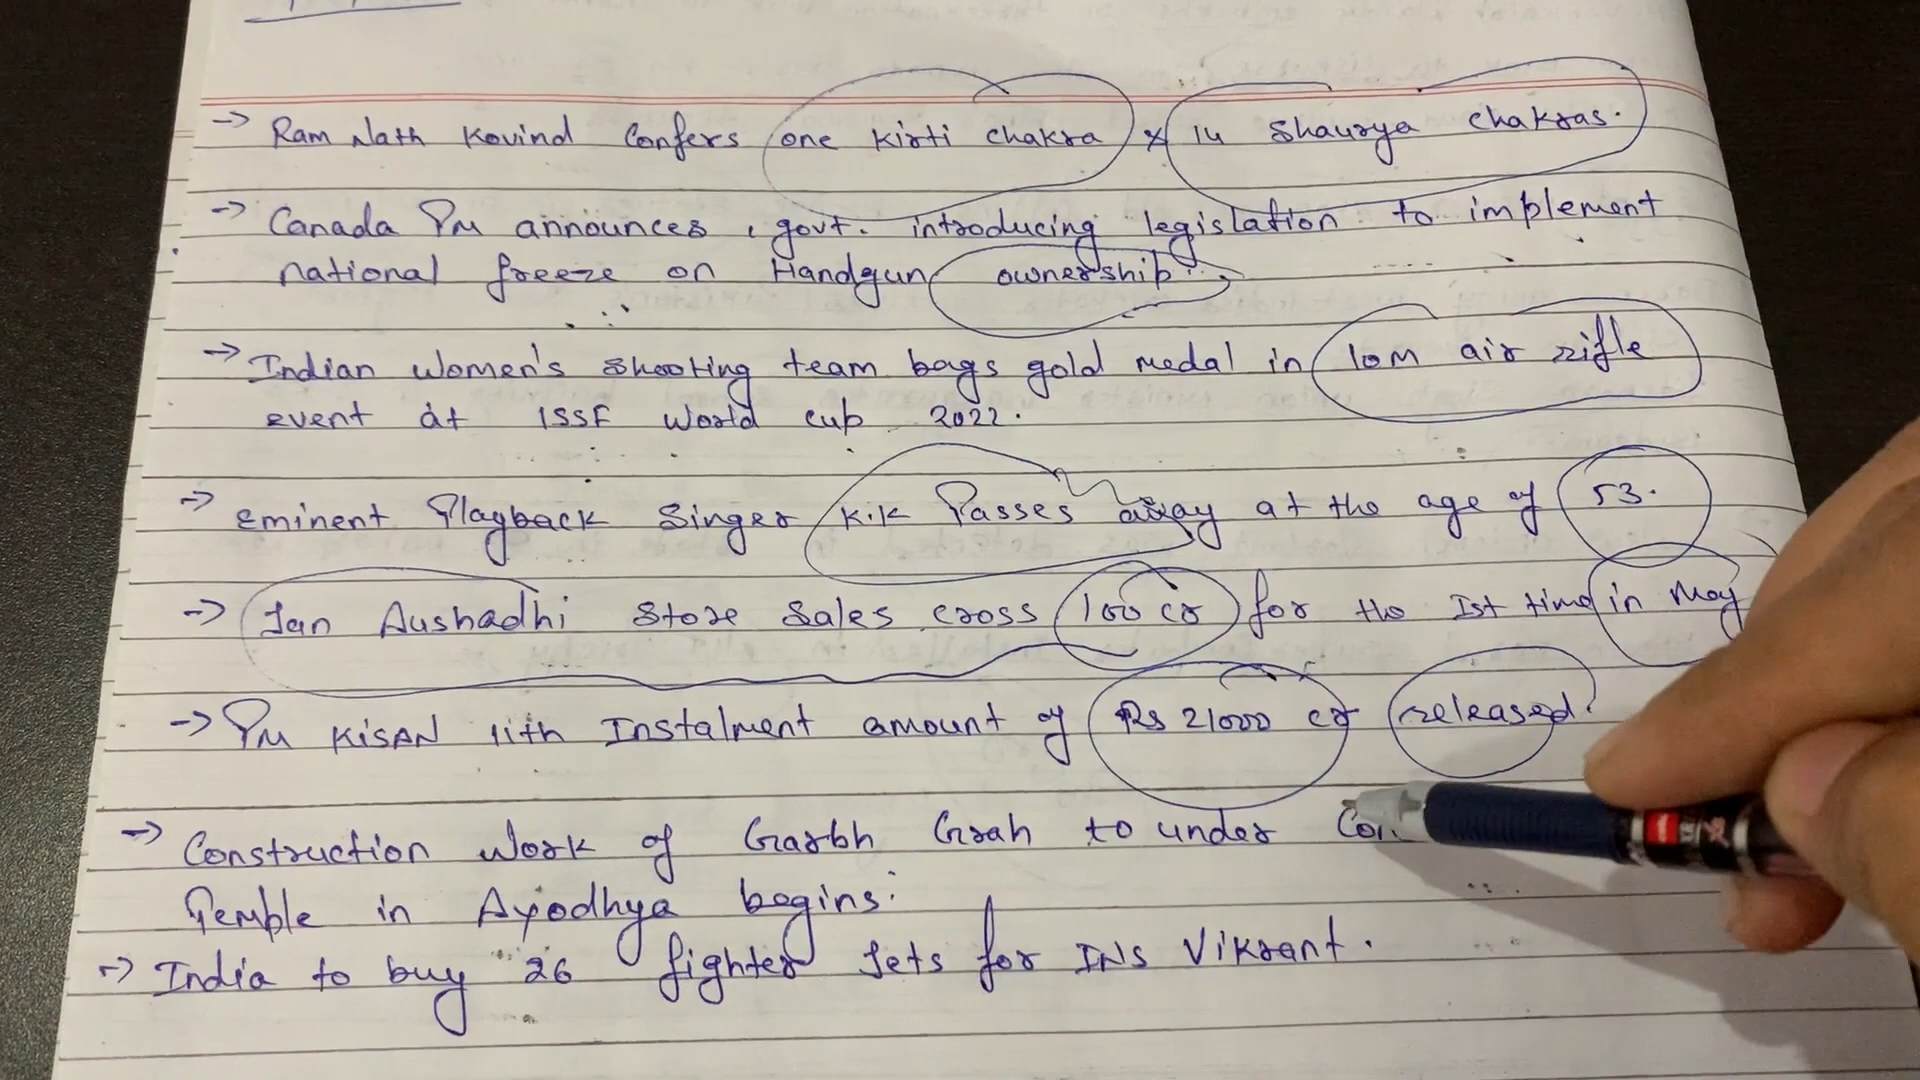 → Ram Nath Kovind Confers one Kirti Chakra & 14 Shaurya Chakras.
→ Canada PM announces, govt. introducing legislation to implement
national freeze on Handgun ownership.
→ Indian Women's Shooting team bags gold medal in 10M air rifle
event at ISSF World Cup 2022.
→ Eminent Playback Singer K.K Passes away at the age of 53.
→ Jan Aushadhi Store Sales cross 100 cr for the Ist time in May
→ PM KISAN 11th Instalment amount of Rs 21000 cr released.
→ Construction Work of Garbh Grah to under
Temple in Ayodhya begins.
→ India to buy 26 fighter Jets for INS Vikrant.